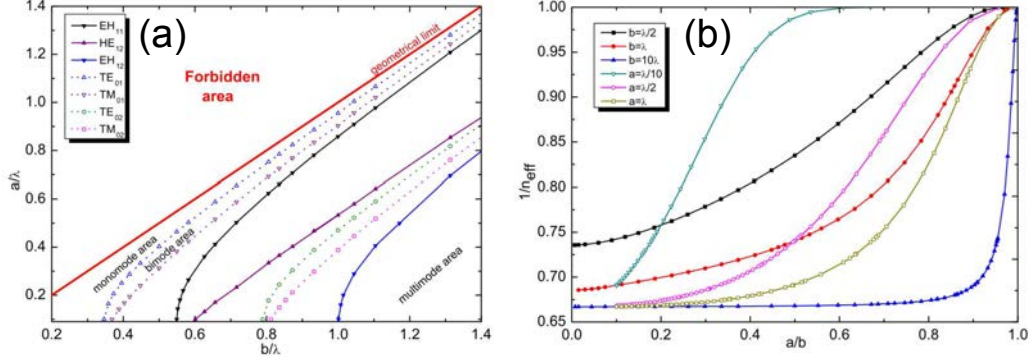 (a)
EH₁₁
HE₁₂
EH₁₂
TE₀₁
TM₀₁
TE₀₂
TM₀₂
Forbidden
area
geometrical limit
monomode area
bimode area
multimode area
1.4
1.2
1.0
0.8
0.6
0.4
0.2
a/λ
0.2 0.4 0.6 0.8 1.0 1.2 1.4
b/λ
(b)
b=λ/2
b=λ
b=10λ
a=λ/10
a=λ/2
a=λ
1.00
0.95
0.90
0.85
0.80
0.75
0.70
0.65
1/n_eff
0.0 0.2 0.4 0.6 0.8 1.0
a/b